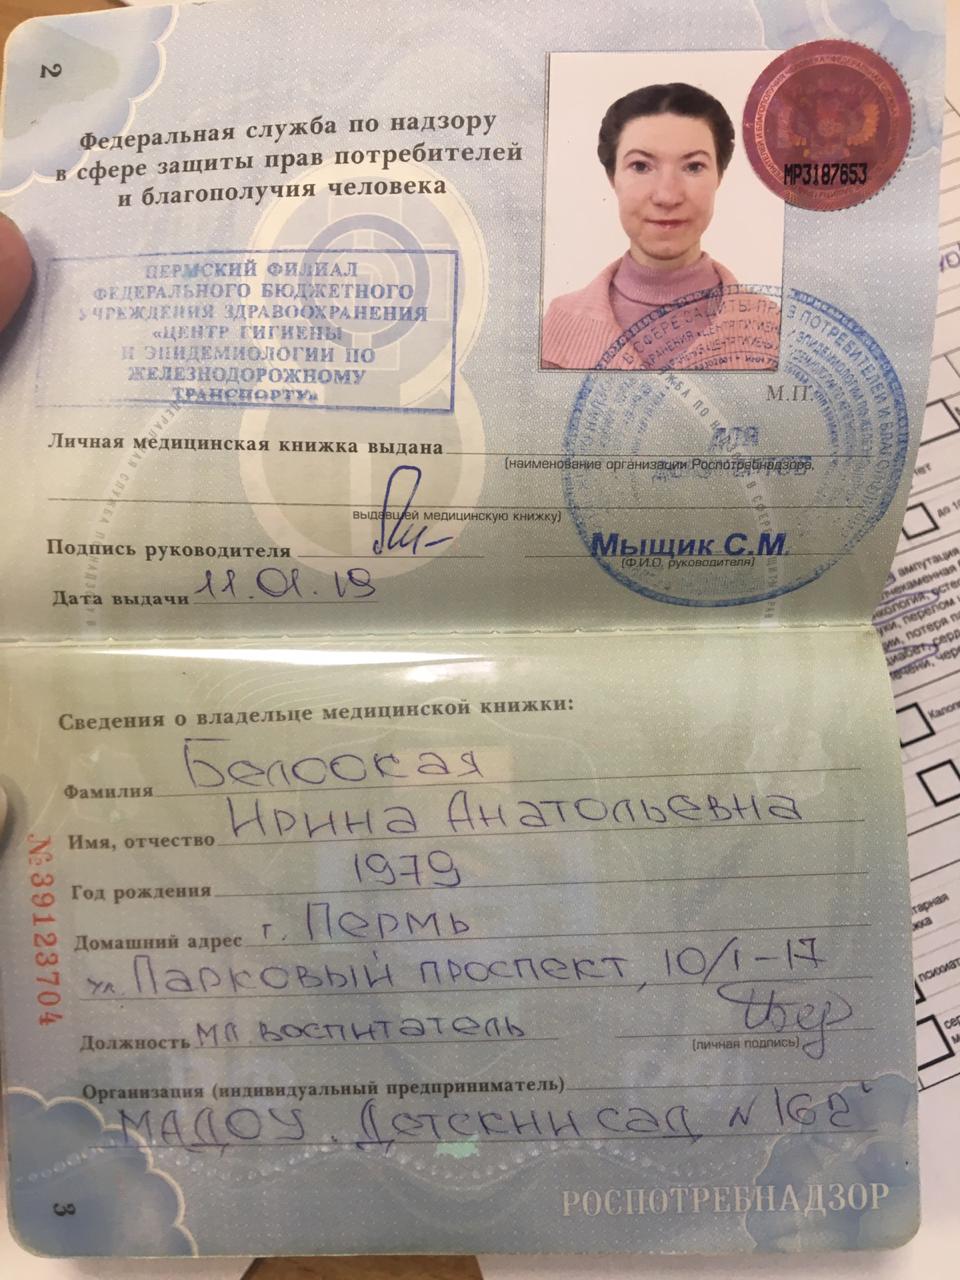 2
Федеральная служба по надзору
в сфере защиты прав потребителей
и благополучия человека
МР3187653
ПЕРМСКИЙ ФИЛИАЛ
ФЕДЕРАЛЬНОГО БЮДЖЕТНОГО
УЧРЕЖДЕНИЯ ЗДРАВООХРАНЕНИЯ
«ЦЕНТР ГИГИЕНЫ
И ЭПИДЕМИОЛОГИИ ПО
ЖЕЛЕЗНОДОРОЖНОМУ
ТРАНСПОРТУ»
М.П.
Личная медицинская книжка выдана
(наименование организации Роспотребнадзора,
выдавшей медицинскую книжку)
Подпись руководителя
Мыщик С.М.
(Ф.И.О. руководителя)
Дата выдачи 11.01.19
Сведения о владельце медицинской книжки:
Фамилия Белоокая
Имя, отчество Ирина Анатольевна
Год рождения 1979
Домашний адрес г. Пермь
ул. Парковый проспект, 10/1-17
Должность мл. воспитатель
(личная подпись)
Организация (индивидуальный предприниматель)
МАДОУ "Детский сад N 162"
№ 39123704
РОСПОТРЕБНАДЗОР
3